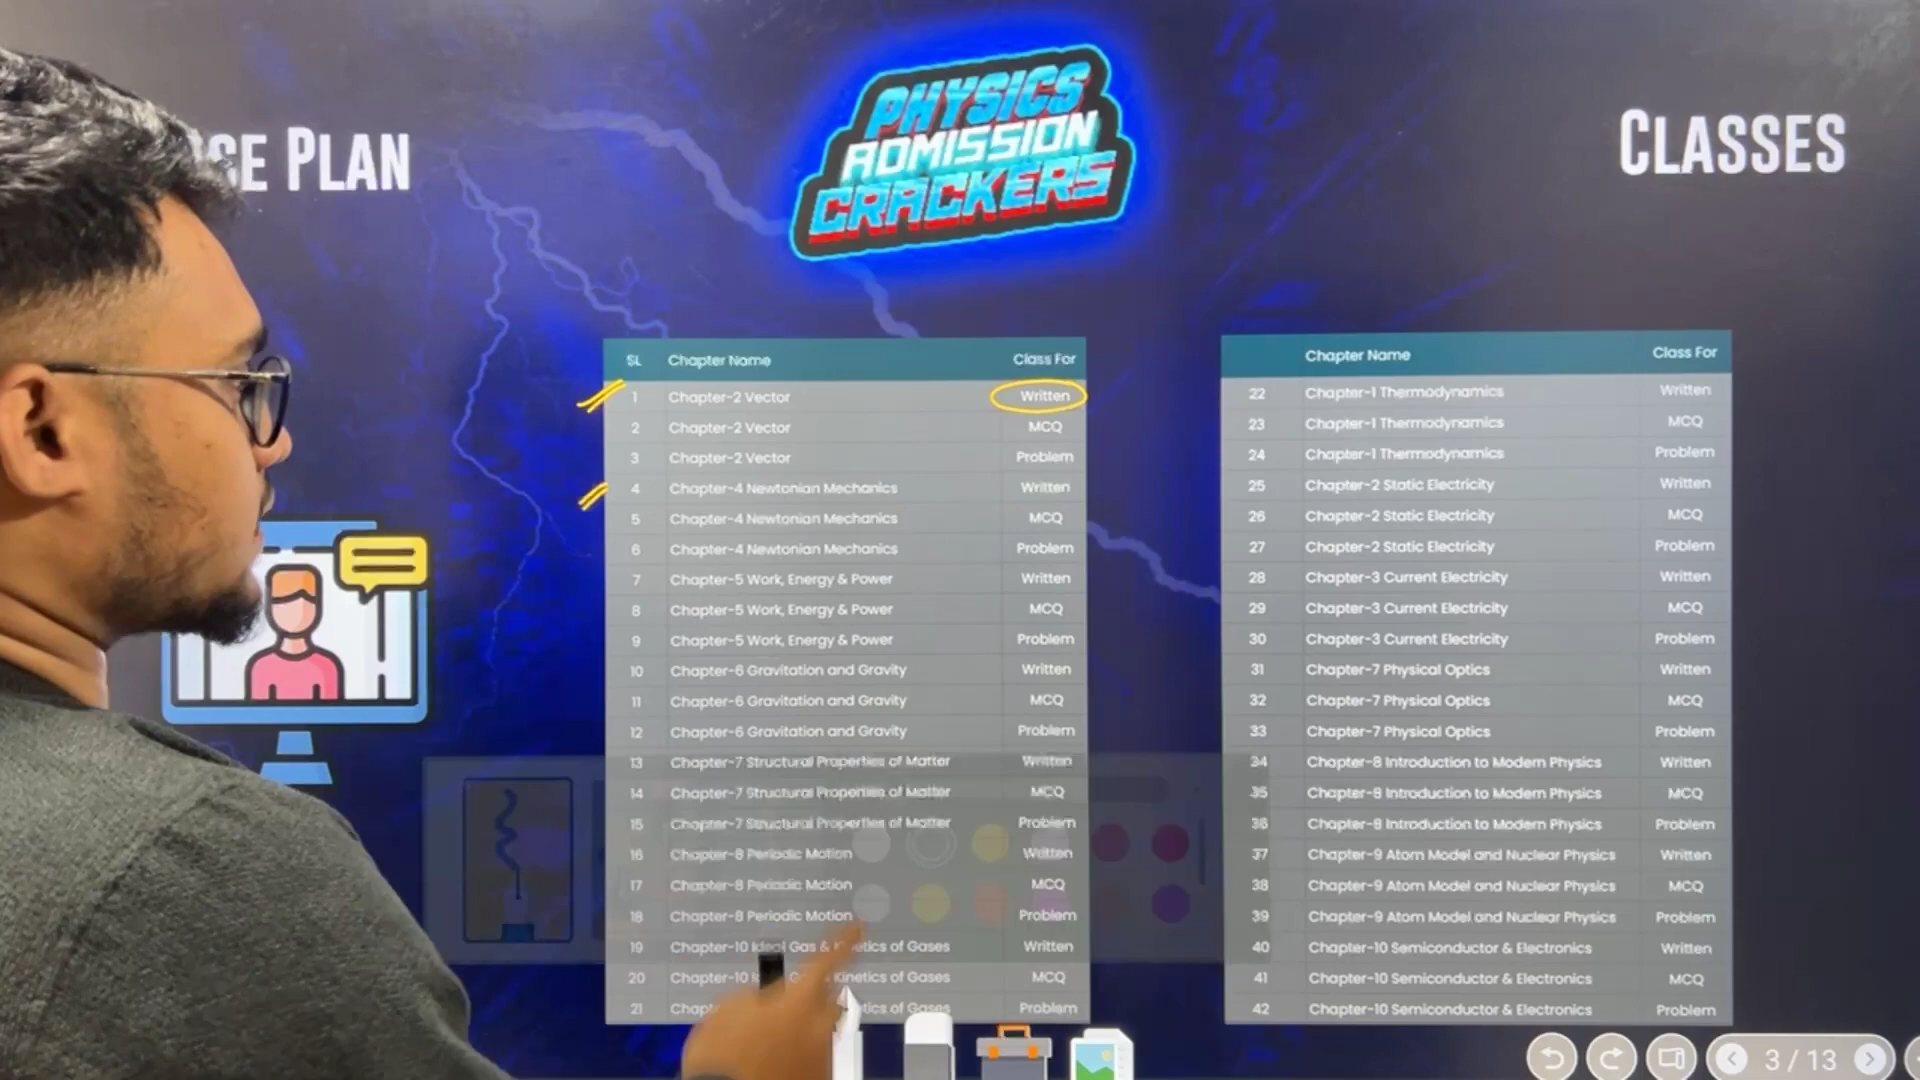 SE PLAN
PHYSICS
ADMISSION
CRACKERS
CLASSES
SL Chapter Name Class For
1 Chapter-2 Vector Written
2 Chapter-2 Vector MCQ
3 Chapter-2 Vector Problem
4 Chapter-4 Newtonian Mechanics Written
5 Chapter-4 Newtonian Mechanics MCQ
6 Chapter-4 Newtonian Mechanics Problem
7 Chapter-5 Work, Energy & Power Written
8 Chapter-5 Work, Energy & Power MCQ
9 Chapter-5 Work, Energy & Power Problem
10 Chapter-6 Gravitation and Gravity Written
11 Chapter-6 Gravitation and Gravity MCQ
12 Chapter-6 Gravitation and Gravity Problem
13 Chapter-7 Structural Properties of Matter Written
14 Chapter-7 Structural Properties of Matter MCQ
15 Chapter-7 Structural Properties of Matter Problem
16 Chapter-8 Periodic Motion Written
17 Chapter-8 Periodic Motion MCQ
18 Chapter-8 Periodic Motion Problem
19 Chapter-10 Ideal Gas & Kinetics of Gases Written
20 Chapter-10 Kinetics of Gases MCQ
21 of Gases Problem
Chapter Name Class For
22 Chapter-1 Thermodynamics Written
23 Chapter-1 Thermodynamics MCQ
24 Chapter-1 Thermodynamics Problem
25 Chapter-2 Static Electricity Written
26 Chapter-2 Static Electricity MCQ
27 Chapter-2 Static Electricity Problem
28 Chapter-3 Current Electricity Written
29 Chapter-3 Current Electricity MCQ
30 Chapter-3 Current Electricity Problem
31 Chapter-7 Physical Optics Written
32 Chapter-7 Physical Optics MCQ
33 Chapter-7 Physical Optics Problem
34 Chapter-8 Introduction to Modern Physics Written
35 Chapter-8 Introduction to Modern Physics MCQ
36 Chapter-8 Introduction to Modern Physics Problem
37 Chapter-9 Atom Model and Nuclear Physics Written
38 Chapter-9 Atom Model and Nuclear Physics MCQ
39 Chapter-9 Atom Model and Nuclear Physics Problem
40 Chapter-10 Semiconductor & Electronics Written
41 Chapter-10 Semiconductor & Electronics MCQ
42 Chapter-10 Semiconductor & Electronics Problem
3 / 13